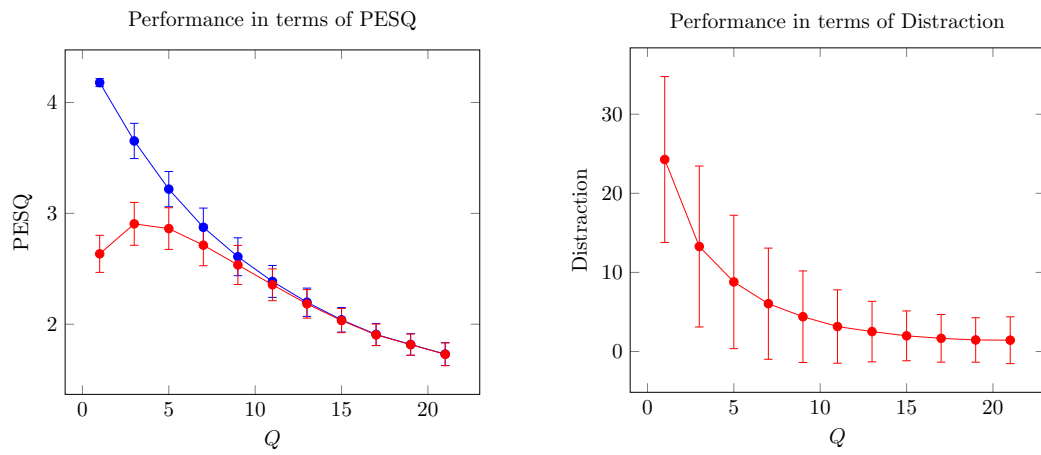 Performance in terms of PESQ
4
3
2
PESQ
0 5 10 15 20
Q
Performance in terms of Distraction
30
20
10
0
Distraction
0 5 10 15 20
Q